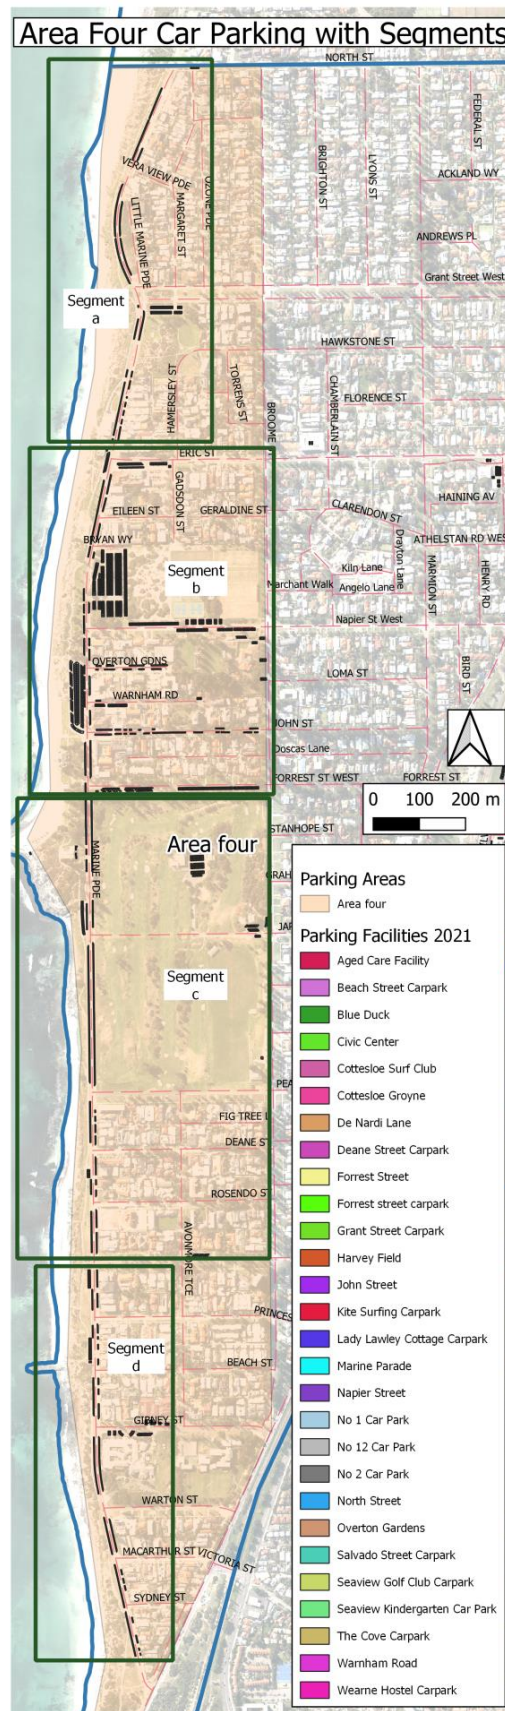 Area Four Car Parking with Segments
NORTH ST
FEDERAL ST
VERA VIEW PDE
OZONE PDE
BRIGHTON ST
LYONS ST
ACKLAND WY
MARGARET ST
LITTLE MARINE PDE
ANDREWS PL
Grant Street West
Segment
a
HAWKSTONE ST
HAMERSLEY ST
TORRENS ST
CHAMBERLAIN ST
FLORENCE ST
BROOME
ERIC ST
GADSDON ST
HAINING AV
EILEEN ST
GERALDINE ST
CLARENDON ST
BRYAN WY
Drayton Lane
ATHELSTAN RD WES
Segment
b
Kiln Lane
MARMION ST
HENRY RD
Marchant Walk
Angelo Lane
Napier St West
OVERTON GDNS
LOMA ST
BIRD ST
WARNHAM RD
JOHN ST
Doscas Lane
FORREST ST WEST
FORREST ST
0 100 200 m
STANHOPE ST
MARINE PDE
Area four
GRAH
JAR
Segment
c
PEA
FIG TREE L
DEANE ST
ROSENDO ST
AVONMORE TCE
PRINCES
Segment
d
BEACH ST
GIBNEY ST
WARTON ST
MACARTHUR ST
VICTORIA ST
SYDNEY ST
Parking Areas
Area four
Parking Facilities 2021
Aged Care Facility
Beach Street Carpark
Blue Duck
Civic Center
Cottesloe Surf Club
Cottesloe Groyne
De Nardi Lane
Deane Street Carpark
Forrest Street
Forrest street carpark
Grant Street Carpark
Harvey Field
John Street
Kite Surfing Carpark
Lady Lawley Cottage Carpark
Marine Parade
Napier Street
No 1 Car Park
No 12 Car Park
No 2 Car Park
North Street
Overton Gardens
Salvado Street Carpark
Seaview Golf Club Carpark
Seaview Kindergarten Car Park
The Cove Carpark
Warnham Road
Wearne Hostel Carpark